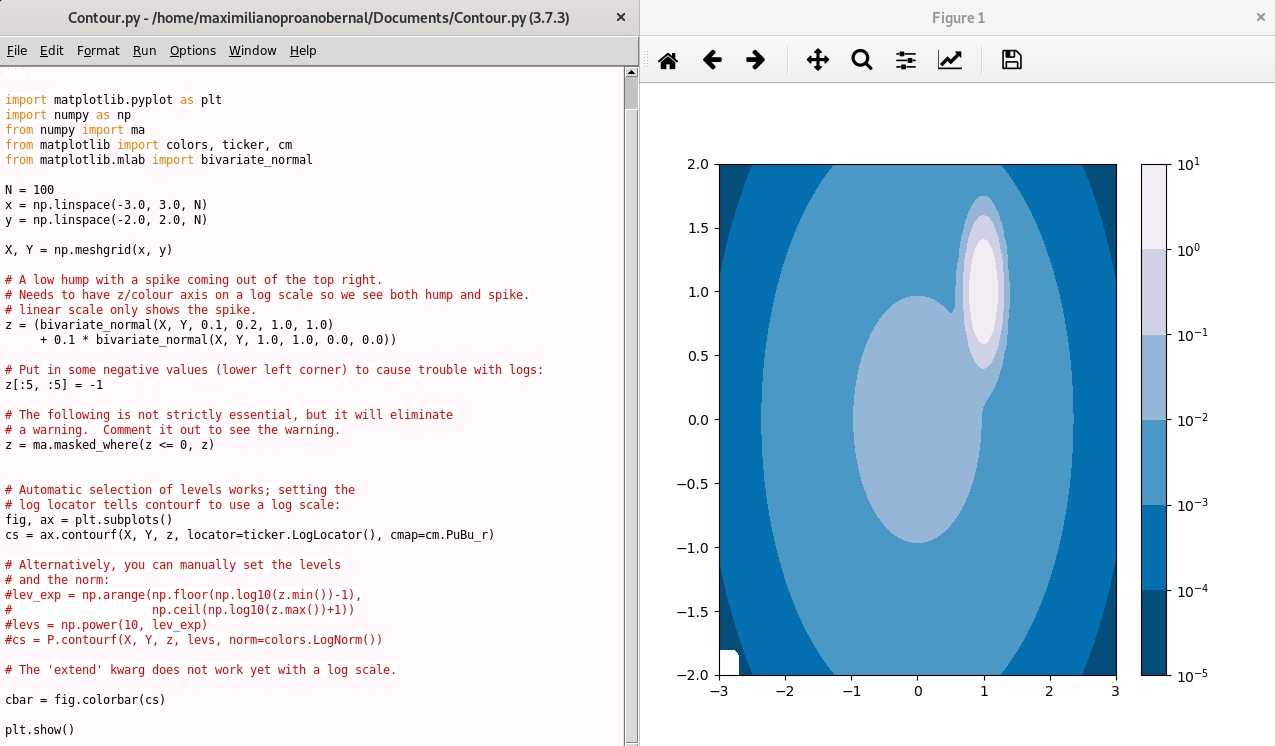 Contour.py - /home/maximilianoproanobernal/Documents/Contour.py (3.7.3)
File Edit Format Run Options Window Help
import matplotlib.pyplot as plt
import numpy as np
from numpy import ma
from matplotlib import colors, ticker, cm
from matplotlib.mlab import bivariate_normal
N = 100
x = np.linspace(-3.0, 3.0, N)
y = np.linspace(-2.0, 2.0, N)
X, Y = np.meshgrid(x, y)
# A low hump with a spike coming out of the top right.
# Needs to have z/colour axis on a log scale so we see both hump and spike.
# linear scale only shows the spike.
z = (bivariate_normal(X, Y, 0.1, 0.2, 1.0, 1.0)
     + 0.1 * bivariate_normal(X, Y, 1.0, 1.0, 0.0, 0.0))
# Put in some negative values (lower left corner) to cause trouble with logs:
z[:5, :5] = -1
# The following is not strictly essential, but it will eliminate
# a warning.  Comment it out to see the warning.
z = ma.masked_where(z <= 0, z)
# Automatic selection of levels works; setting the
# log locator tells contourf to use a log scale:
fig, ax = plt.subplots()
cs = ax.contourf(X, Y, z, locator=ticker.LogLocator(), cmap=cm.PuBu_r)
# Alternatively, you can manually set the levels
# and the norm:
#lev_exp = np.arange(np.floor(np.log10(z.min())-1),
#                    np.ceil(np.log10(z.max())+1))
#levs = np.power(10, lev_exp)
#cs = P.contourf(X, Y, z, levs, norm=colors.LogNorm())
# The 'extend' kwarg does not work yet with a log scale.
cbar = fig.colorbar(cs)
plt.show()
Figure 1
2.0
1.5
1.0
0.5
0.0
−0.5
−1.0
−1.5
−2.0
−3 −2 −1 0 1 2 3
10¹
10⁰
10⁻¹
10⁻²
10⁻³
10⁻⁴
10⁻⁵